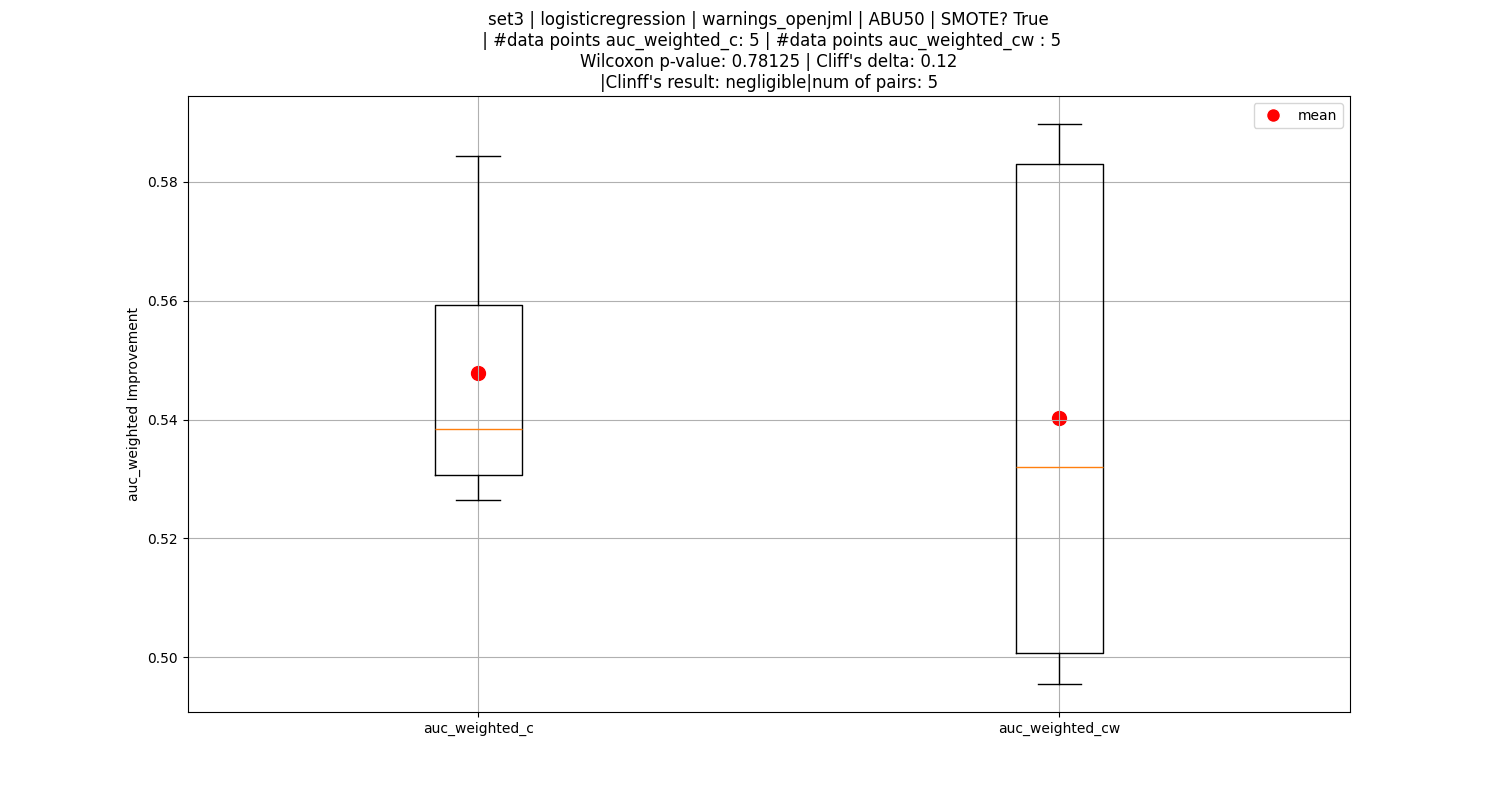 set3 | logisticregression | warnings_openjml | ABU50 | SMOTE? True
| #data points auc_weighted_c: 5 | #data points auc_weighted_cw : 5
Wilcoxon p-value: 0.78125 | Cliff's delta: 0.12
|Clinff's result: negligible|num of pairs: 5
mean
0.58
0.56
0.54
0.52
0.50
auc_weighted Improvement
auc_weighted_c
auc_weighted_cw